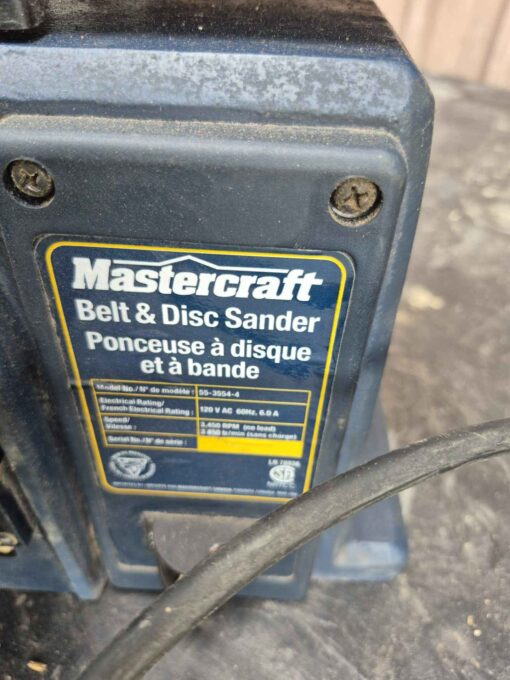 Mastercraft
Belt & Disc Sander
Ponceuse à disque
et à bande
Model No./N° de modèle : 55-3554-4
Electrical Rating/
French Electrical Rating : 120 V AC 60Hz, 6.0 A
Speed/ 3,450 RPM (no load)
Vitesse : tr/min (sans charge)
Serial No./N° de série :